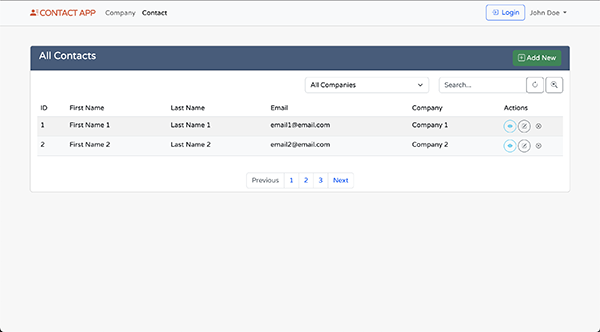 CONTACT APP Company Contact Login John Doe
All Contacts Add New
All Companies Search...
ID First Name Last Name Email Company Actions
1 First Name 1 Last Name 1 email1@email.com Company 1
2 First Name 2 Last Name 2 email2@email.com Company 2
Previous 1 2 3 Next